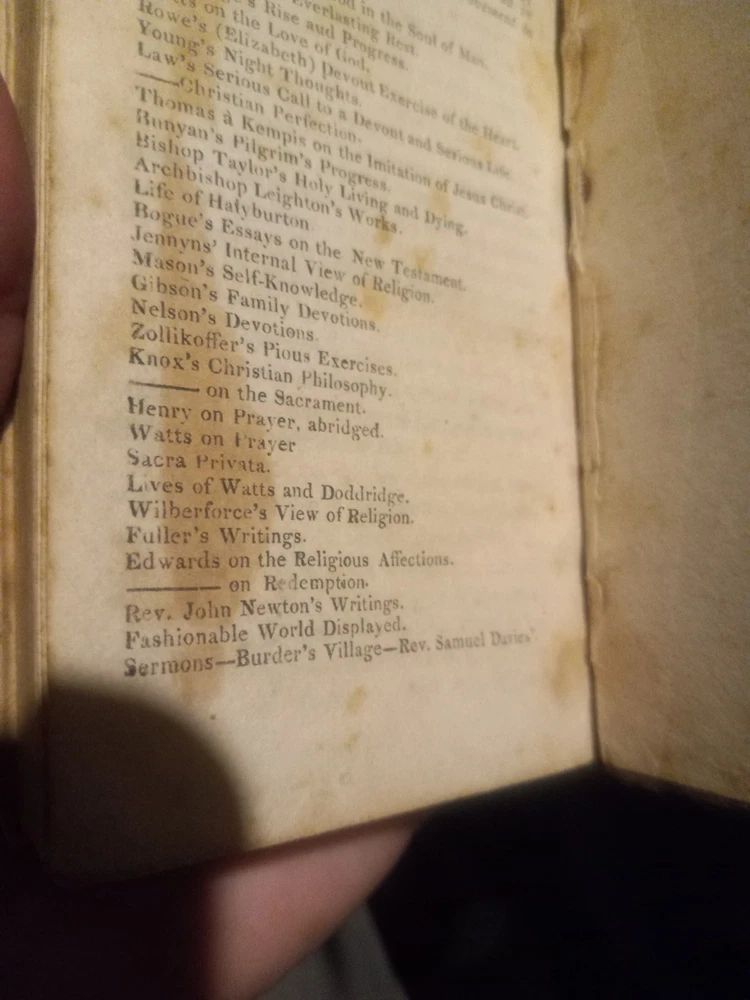 od in the Soul of Man.
Everlasting Rest.
's Rise and Progress.
on the Love of God.
Rowe's (Elizabeth) Devout Exercise of the Heart.
Young's Night Thoughts.
Law's Serious Call to a Devout and Serious Life.
——Christian Perfection.
Thomas à Kempis on the Imitation of Jesus Christ.
Bunyan's Pilgrim's Progress.
Bishop Taylor's Holy Living and Dying.
Archbishop Leighton's Works.
Life of Halyburton
Bogue's Essays on the New Testament.
Jennyns' Internal View of Religion.
Mason's Self-Knowledge.
Gibson's Family Devotions.
Nelson's Devotions.
Zollikoffer's Pious Exercises.
Knox's Christian Philosophy.
——— on the Sacrament.
Henry on Prayer, abridged.
Watts on Prayer
Sacra Privata.
Lives of Watts and Doddridge.
Wilberforce's View of Religion.
Fuller's Writings.
Edwards on the Religious Affections.
———— on Redemption.
Rev. John Newton's Writings.
Fashionable World Displayed.
Sermons—Burder's Village—Rev. Samuel Davies'